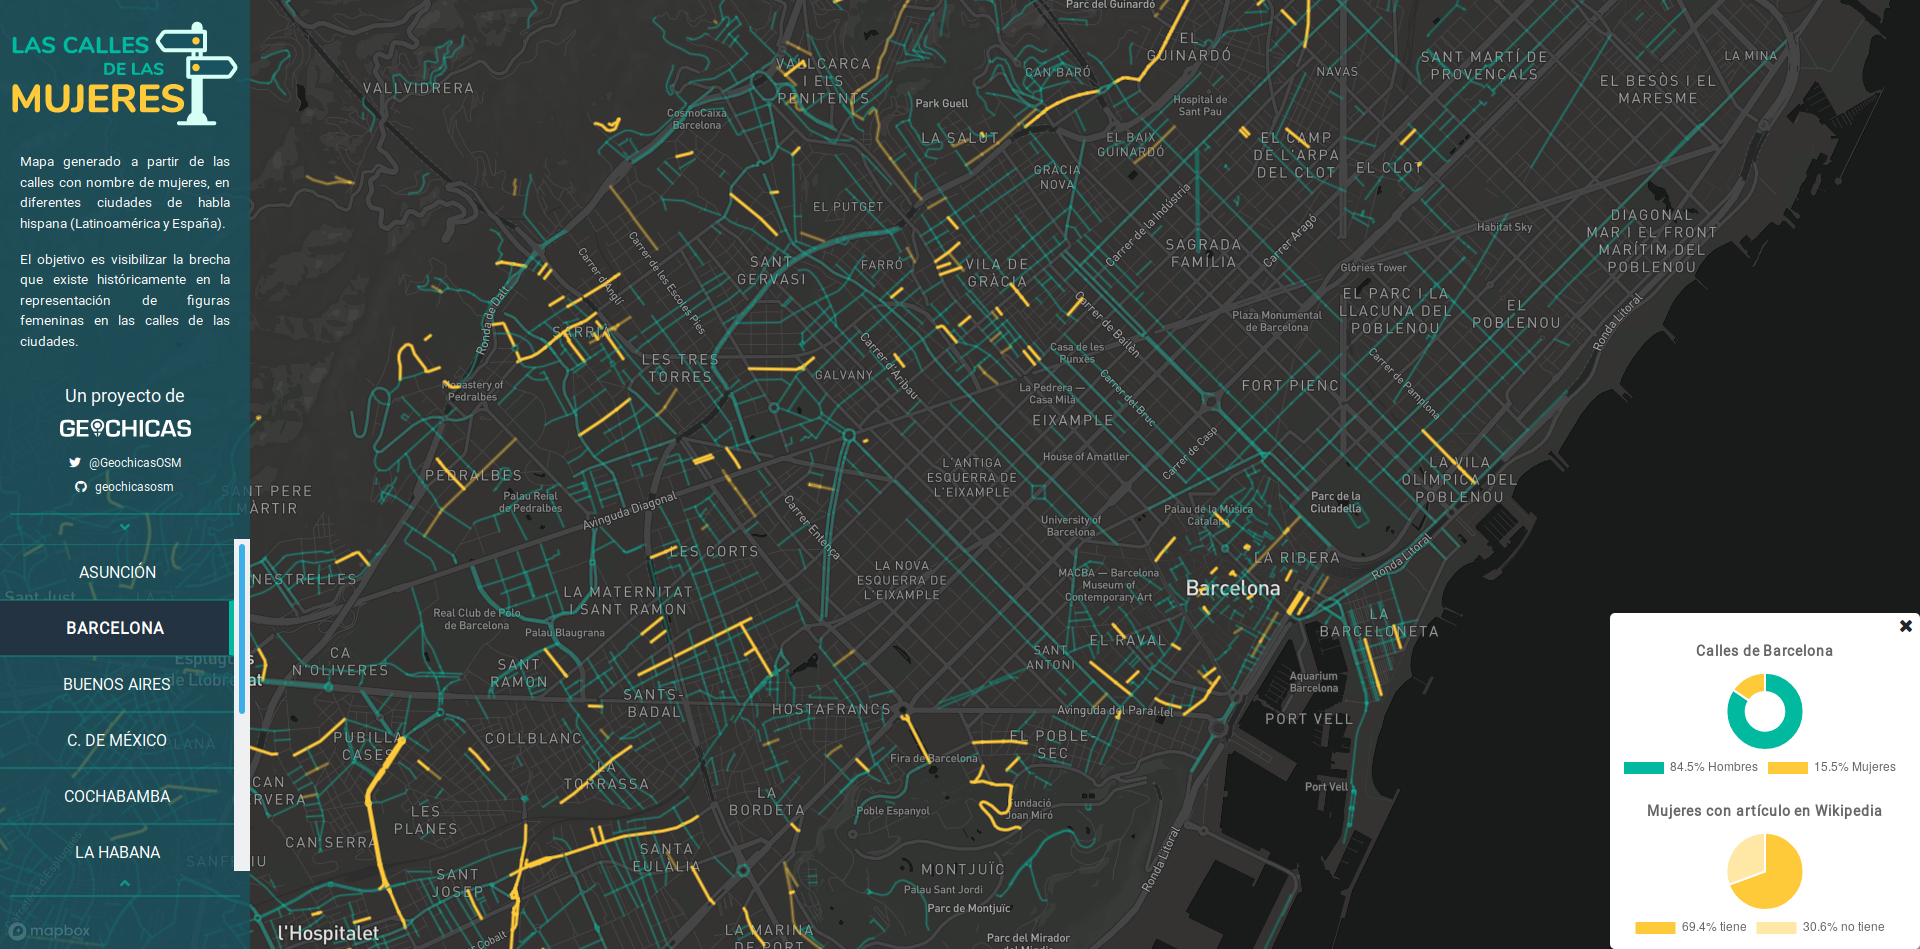 LAS CALLES
DE LAS
MUJERES
Mapa generado a partir de las
calles con nombre de mujeres, en
diferentes ciudades de habla
hispana (Latinoamérica y España).
El objetivo es visibilizar la brecha
que existe históricamente en la
representación de figuras
femeninas en las calles de las
ciudades.
Un proyecto de
GEOCHICAS
@GeochicasOSM
geochicasosm
ASUNCIÓN
BARCELONA
BUENOS AIRES
C. DE MÉXICO
COCHABAMBA
LA HABANA
mapbox
Parc del Guinardó
EL
GUINARDÓ
VALLCARCA
I ELS
PENITENTS
VALLVIDRERA
CAN BARÓ
NAVAS
SANT MARTÍ DE
PROVENÇALS
LA MINA
EL BESÒS I EL
MARESME
CosmoCaixa
Barcelona
Park Guell
Hospital de
Sant Pau
LA SALUT
EL BAIX
GUINARDÓ
EL CAMP
DE L'ARPA
DEL CLOT
EL CLOT
GRÀCIA
NOVA
EL PUTGET
Carrer de la Indústria
Carrer Aragó
Habitat Sky
DIAGONAL
MAR I EL FRONT
MARÍTIM DEL
POBLENOU
SAGRADA
FAMÍLIA
Carrer d'Anglí
Carrer de les Escoles Pies
SANT
GERVASI
FARRÓ
VILA DE
GRÀCIA
Glòries Tower
EL PARC I LA
LLACUNA DEL
POBLENOU
EL
POBLENOU
Ronda de Dalt
SARRIÀ
Carrer de Bailèn
Plaza Monumental
de Barcelona
Ronda Litoral
LES TRES
TORRES
Carrer d'Aribau
Casa de les
Punxes
GALVANY
Carrer de Pamplona
Monastery of
Pedralbes
La Pedrera —
Casa Milà
Carrer del Bruc
FORT PIENC
EIXAMPLE
Carrer de Casp
House of Amatller
PEDRALBES
L'ANTIGA
ESQUERRA DE
L'EIXAMPLE
LA VILA
OLÍMPICA DEL
POBLENOU
SANT PERE
MÀRTIR
Palau Reial
de Pedralbes
Avinguda Diagonal
Carrer Entença
University of
Barcelona
Palau de la Música
Catalana
Parc de la
Ciutadella
LES CORTS
LA RIBERA
Ronda Litoral
NESTRELLES
LA NOVA
ESQUERRA DE
L'EIXAMPLE
MACBA — Barcelona
Museum of
Contemporary Art
Barcelona
Sant Just
LA MATERNITAT
I SANT RAMON
Real Club de Polo
de Barcelona
Palau Blaugrana
EL RAVAL
LA
BARCELONETA
Esplugues
de Llobregat
CA
N'OLIVERES
SANT
RAMON
SANT
ANTONI
Aquarium
Barcelona
SANTS-
BADAL
HOSTAFRANCS
Avinguda del Paral·lel
PORT VELL
PUBILLA
CASES
COLLBLANC
EL POBLE-
SEC
Fira de Barcelona
LA
TORRASSA
Port Vell
CAN
ERVERA
LES
PLANES
LA
BORDETA
Poble Espanyol
Fundació
Joan Miró
CAN SERRA
SANTA
EULÀLIA
Ronda Litoral
SANT
JOSEP
MONTJUÏC
Palau Sant Jordi
Parc de Montjuïc
l'Hospitalet
LA MARINA
DE PORT
Parc del Mirador
Calles de Barcelona
84.5% Hombres
15.5% Mujeres
Mujeres con artículo en Wikipedia
69.4% tiene
30.6% no tiene